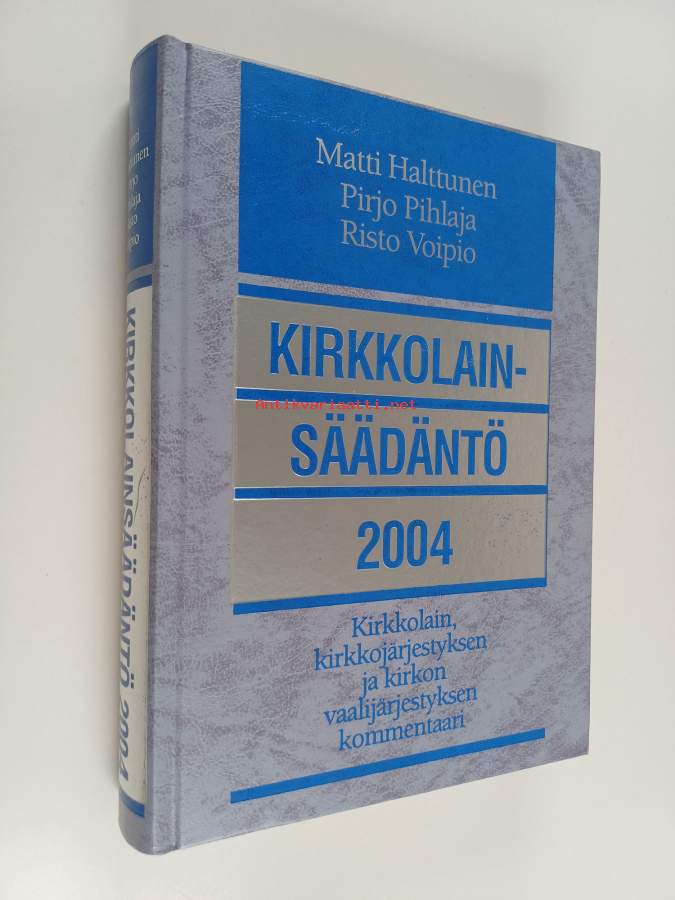 Matti Halttunen
Pirjo Pihlaja
Risto Voipio
KIRKKOLAIN-
Antikvariaatti.net
SÄÄDÄNTÖ
2004
Kirkkolain,
kirkkojärjestyksen
ja kirkon
vaalijärjestyksen
kommentaari
KIRKKOLAINSÄÄDÄNTÖ 2004